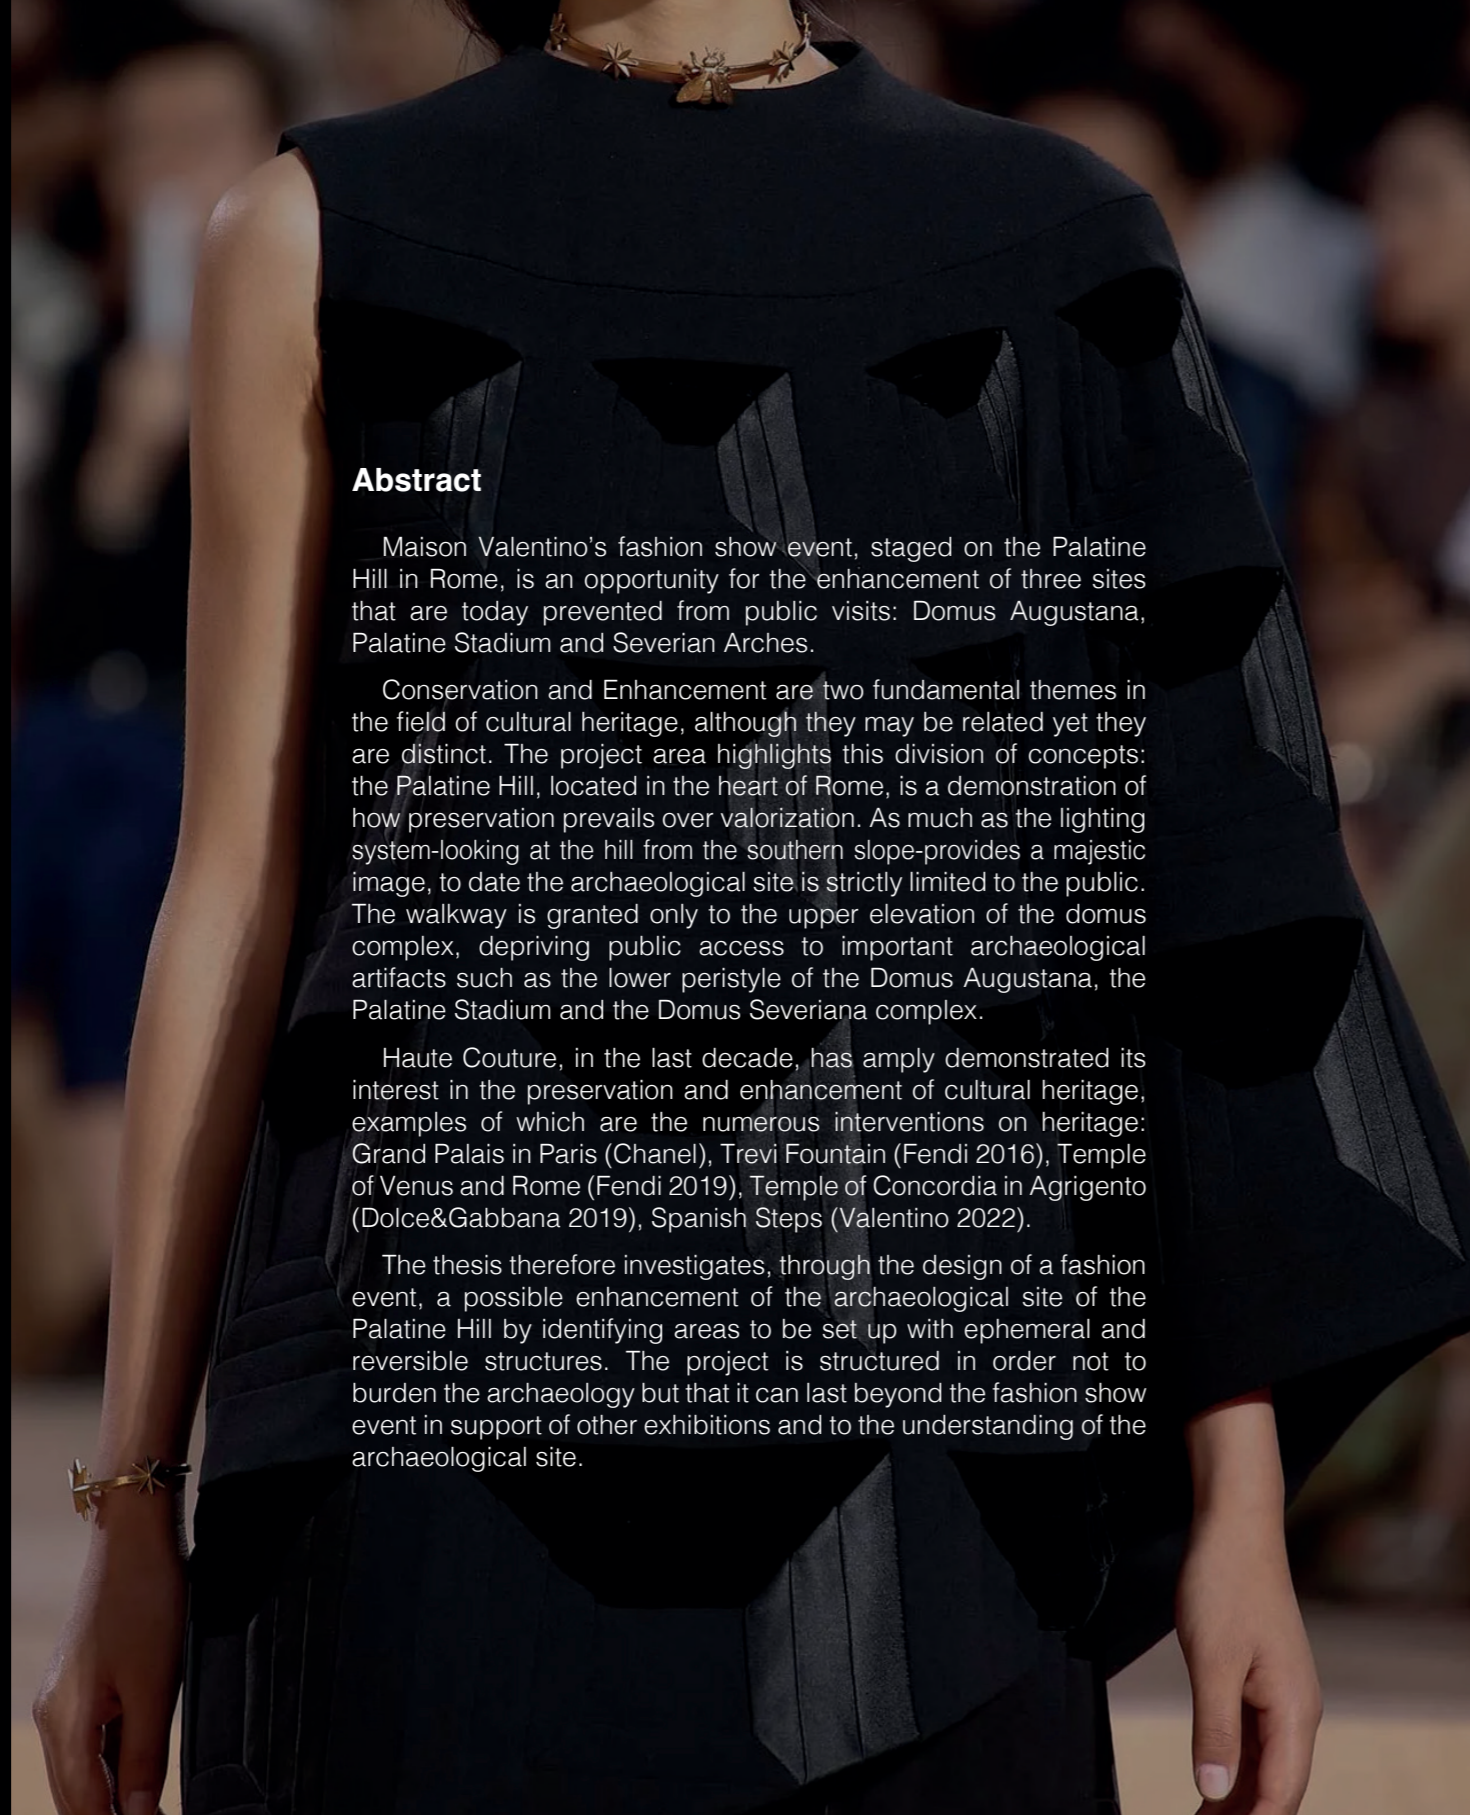 Abstract
Maison Valentino’s fashion show event, staged on the Palatine
Hill in Rome, is an opportunity for the enhancement of three sites
that are today prevented from public visits: Domus Augustana,
Palatine Stadium and Severian Arches.
Conservation and Enhancement are two fundamental themes in
the field of cultural heritage, although they may be related yet they
are distinct. The project area highlights this division of concepts:
the Palatine Hill, located in the heart of Rome, is a demonstration of
how preservation prevails over valorization. As much as the lighting
system-looking at the hill from the southern slope-provides a majestic
image, to date the archaeological site is strictly limited to the public.
The walkway is granted only to the upper elevation of the domus
complex, depriving public access to important archaeological
artifacts such as the lower peristyle of the Domus Augustana, the
Palatine Stadium and the Domus Severiana complex.
Haute Couture, in the last decade, has amply demonstrated its
interest in the preservation and enhancement of cultural heritage,
examples of which are the numerous interventions on heritage:
Grand Palais in Paris (Chanel), Trevi Fountain (Fendi 2016), Temple
of Venus and Rome (Fendi 2019), Temple of Concordia in Agrigento
(Dolce&Gabbana 2019), Spanish Steps (Valentino 2022).
The thesis therefore investigates, through the design of a fashion
event, a possible enhancement of the archaeological site of the
Palatine Hill by identifying areas to be set up with ephemeral and
reversible structures. The project is structured in order not to
burden the archaeology but that it can last beyond the fashion show
event in support of other exhibitions and to the understanding of the
archaeological site.